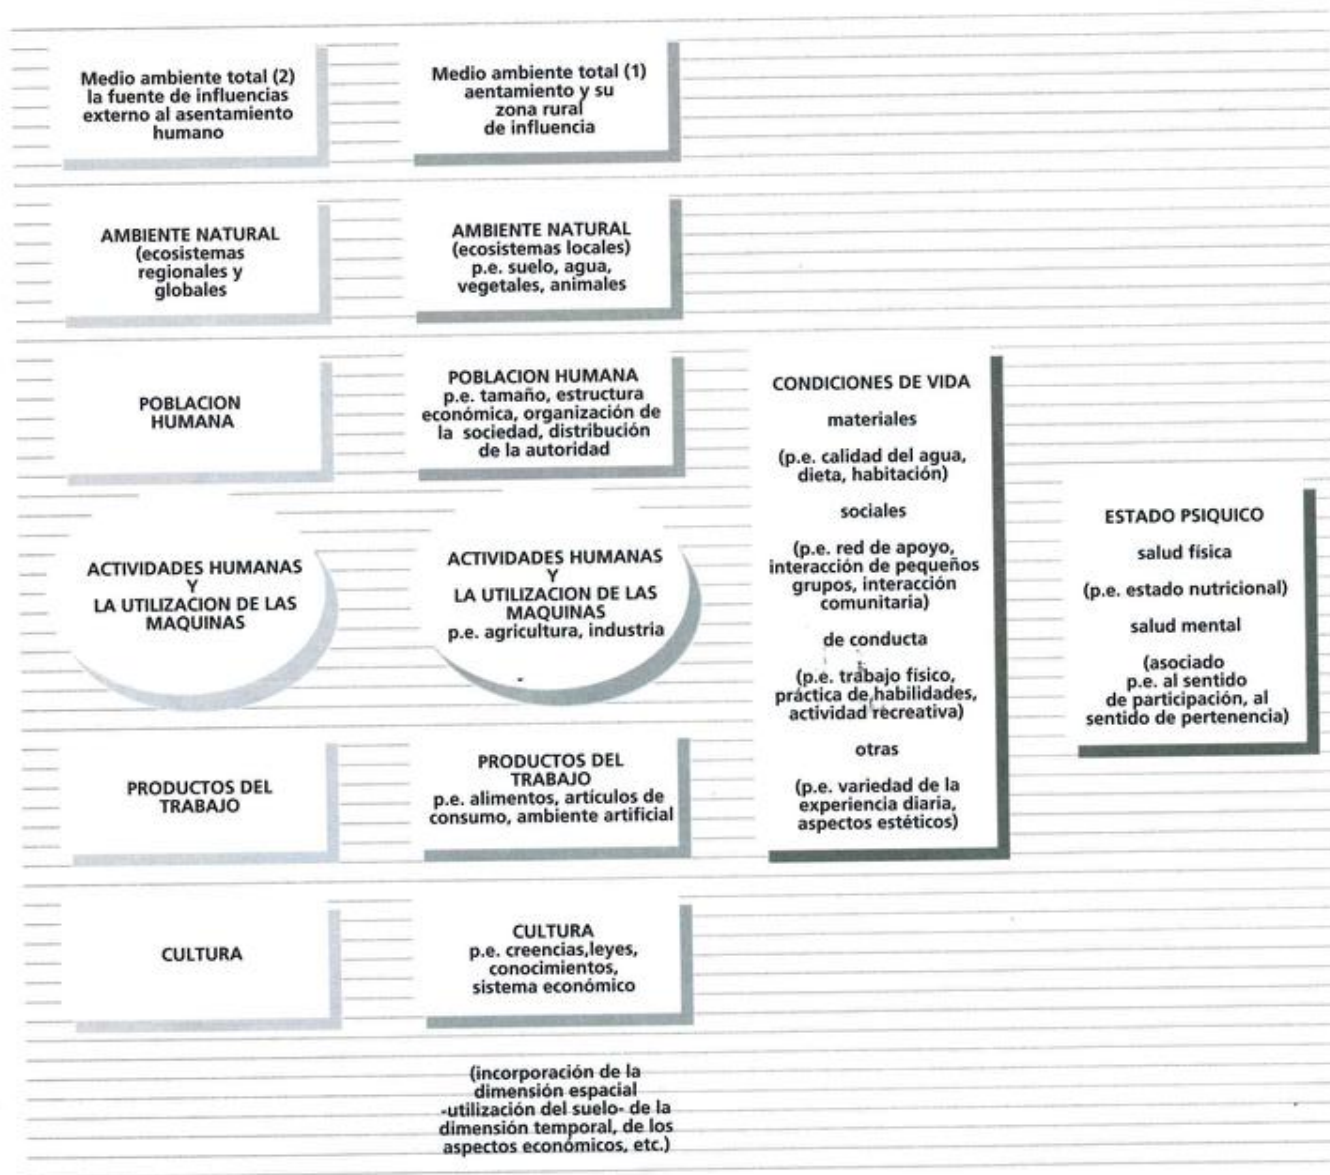 Medio ambiente total (2)
la fuente de influencias
externo al asentamiento
humano
Medio ambiente total (1)
aentamiento y su
zona rural
de influencia
AMBIENTE NATURAL
(ecosistemas
regionales y
globales
AMBIENTE NATURAL
(ecosistemas locales)
p.e. suelo, agua,
vegetales, animales
POBLACION
HUMANA
POBLACION HUMANA
p.e. tamaño, estructura
económica, organización de
la sociedad, distribución
de la autoridad
ACTIVIDADES HUMANAS
Y
LA UTILIZACION DE LAS
MAQUINAS
ACTIVIDADES HUMANAS
Y
LA UTILIZACION DE LAS
MAQUINAS
p.e. agricultura, industria
PRODUCTOS DEL
TRABAJO
PRODUCTOS DEL
TRABAJO
p.e. alimentos, artículos de
consumo, ambiente artificial
CULTURA
CULTURA
p.e. creencias,leyes,
conocimientos,
sistema económico
(incorporación de la
dimensión espacial
-utilización del suelo- de la
dimensión temporal, de los
aspectos económicos, etc.)
CONDICIONES DE VIDA
materiales
(p.e. calidad del agua,
dieta, habitación)
sociales
(p.e. red de apoyo,
interacción de pequeños
grupos, interacción
comunitaria)
de conducta
(p.e. trabajo físico,
práctica de habilidades,
actividad recreativa)
otras
(p.e. variedad de la
experiencia diaria,
aspectos estéticos)
ESTADO PSIQUICO
salud física
(p.e. estado nutricional)
salud mental
(asociado
p.e. al sentido
de participación, al
sentido de pertenencia)